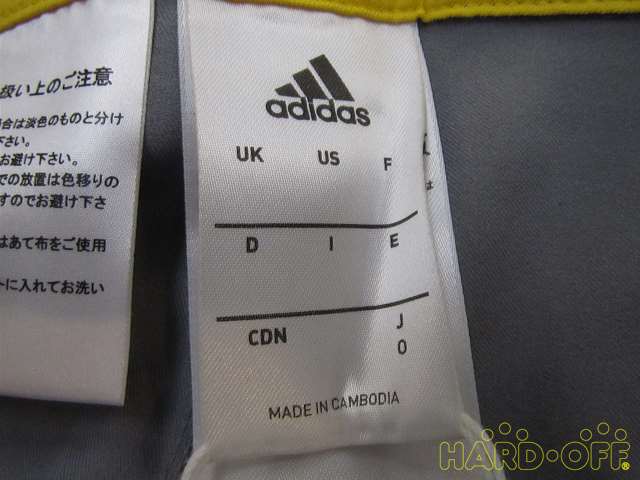 扱い上のご注意
合は淡色のものと分け
下さい。
お避け下さい。
での放置は色移りの
すのでお避け下さ
はあて布をご使用
トに入れてお洗い
adidas
UK US F
D I E
CDN J
O
MADE IN CAMBODIA
は
HARD-OFF